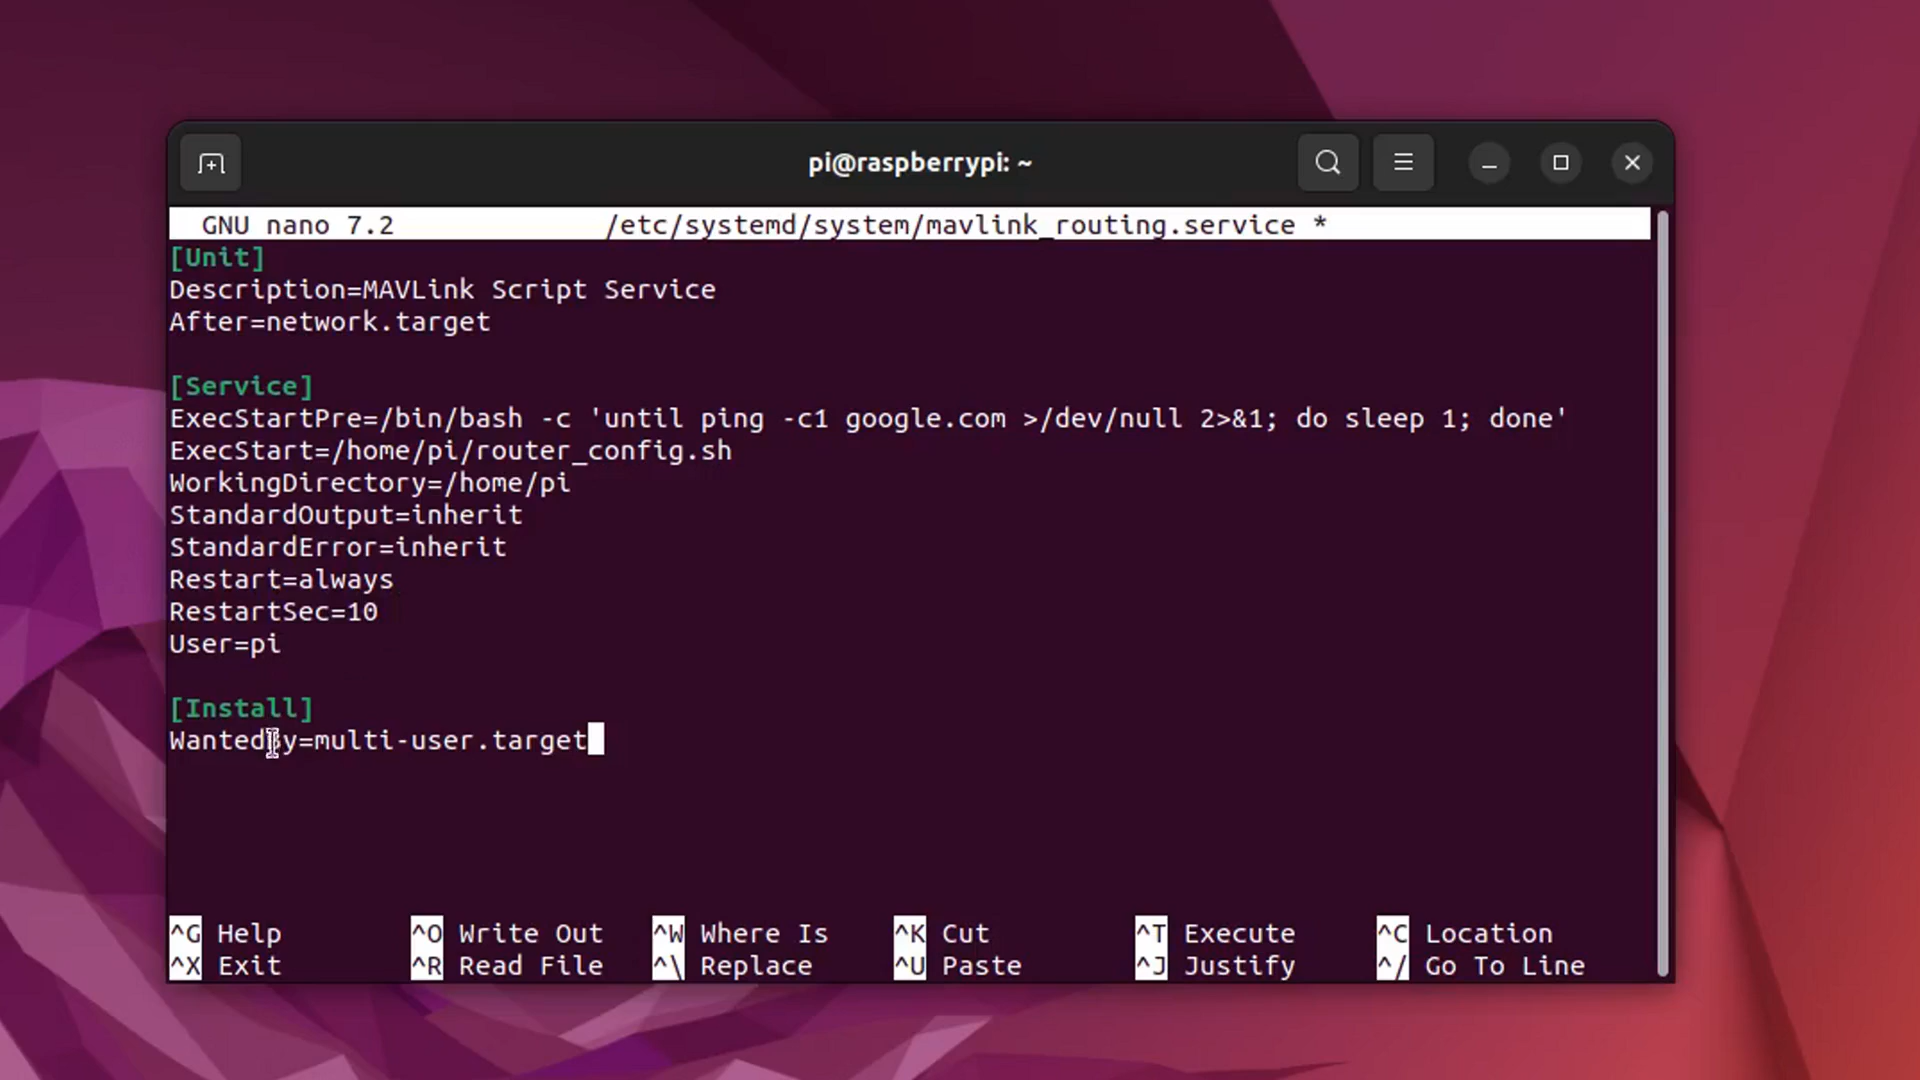 pi@raspberrypi: ~
GNU nano 7.2 /etc/systemd/system/mavlink_routing.service *
[Unit]
Description=MAVLink Script Service
After=network.target
[Service]
ExecStartPre=/bin/bash -c 'until ping -c1 google.com >/dev/null 2>&1; do sleep 1; done'
ExecStart=/home/pi/router_config.sh
WorkingDirectory=/home/pi
StandardOutput=inherit
StandardError=inherit
Restart=always
RestartSec=10
User=pi
[Install]
WantedBy=multi-user.target
^G Help ^O Write Out ^W Where Is ^K Cut ^T Execute ^C Location
^X Exit ^R Read File ^\ Replace ^U Paste ^J Justify ^/ Go To Line